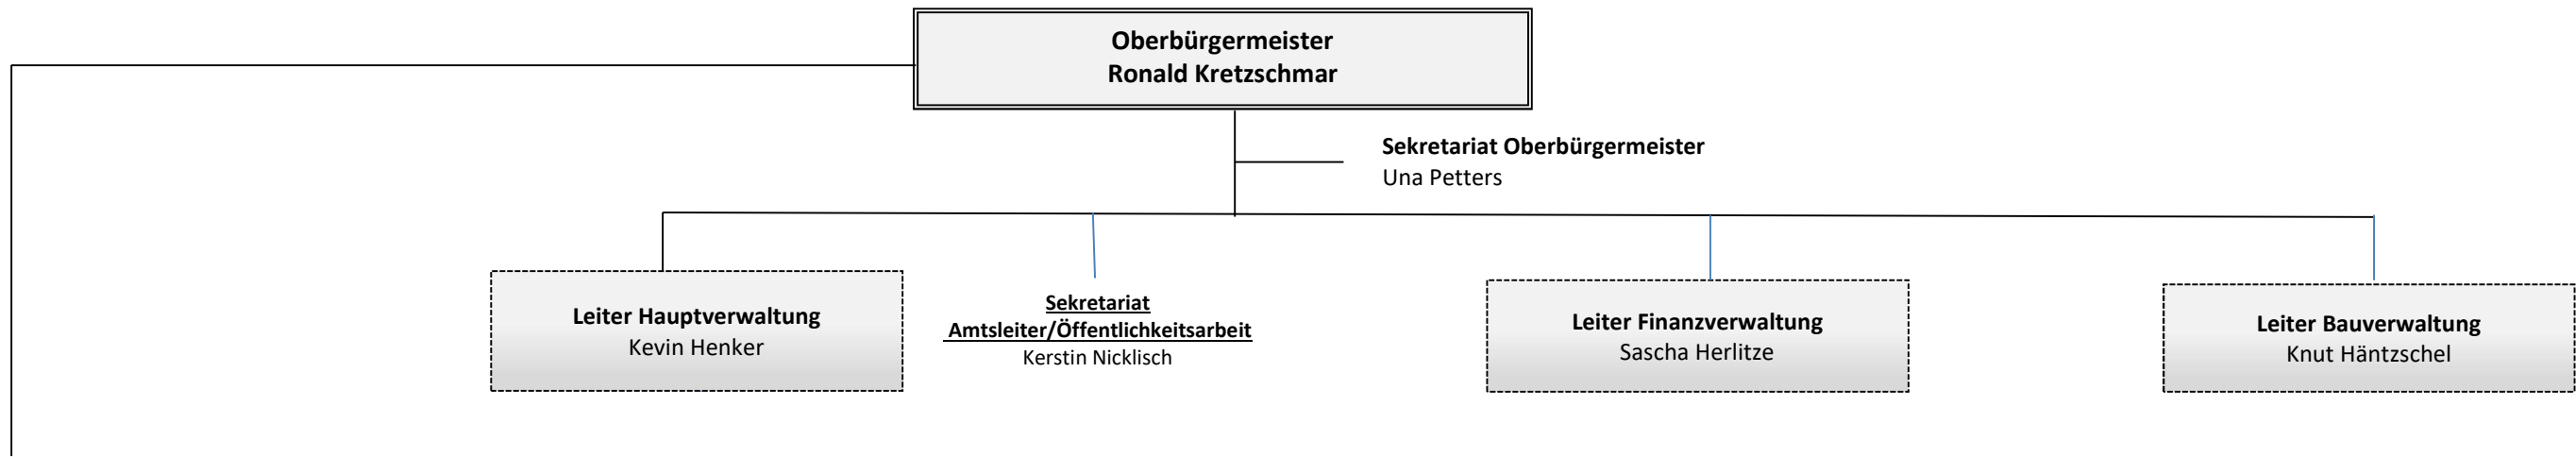 Oberbürgermeister
Ronald Kretzschmar
Sekretariat Oberbürgermeister
Una Petters
Leiter Hauptverwaltung
Kevin Henker
Sekretariat
Amtsleiter/Öffentlichkeitsarbeit
Kerstin Nicklisch
Leiter Finanzverwaltung
Sascha Herlitze
Leiter Bauverwaltung
Knut Häntzschel